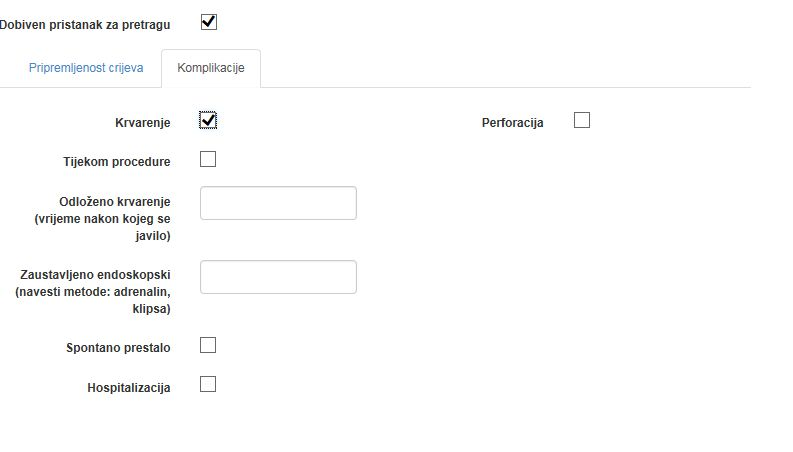 Dobiven pristanak za pretragu
Pripremljenost crijeva
Komplikacije
Krvarenje
Perforacija
Tijekom procedure
Odloženo krvarenje
(vrijeme nakon kojeg se
javilo)
Zaustavljeno endoskopski
(navesti metode: adrenalin,
klipsa)
Spontano prestalo
Hospitalizacija